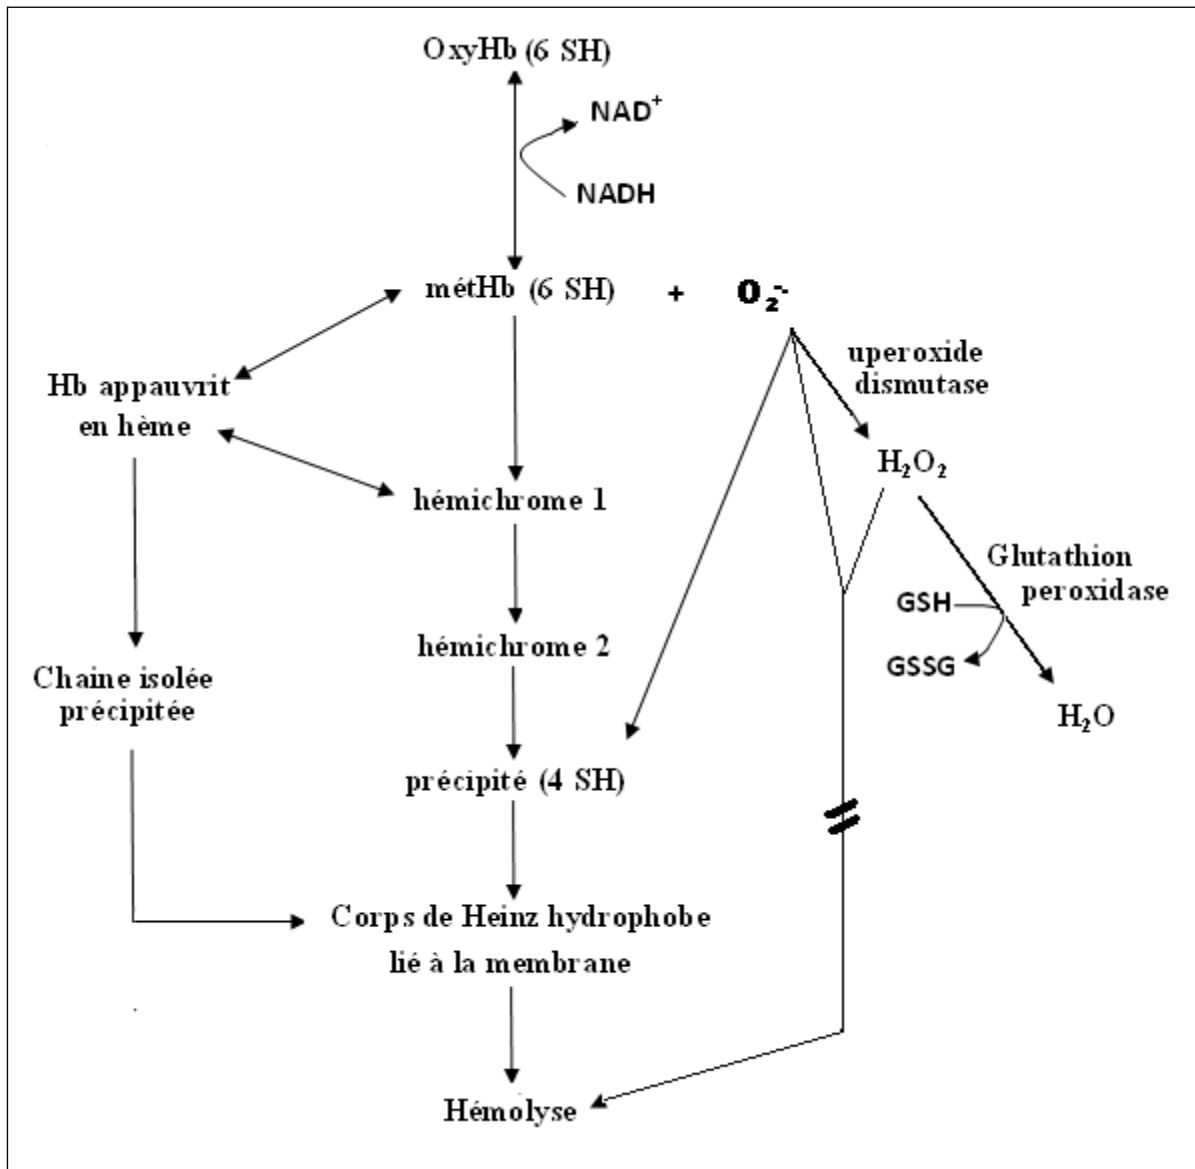 OxyHb (6 SH)
NAD⁺
NADH
métHb (6 SH) + O₂·-
uperoxide
dismutase
Hb appauvrit
en hème
H₂O₂
hémichrome 1
Glutathion
peroxidase
GSH
GSSG
hémichrome 2
Chaine isolée
précipitée
H₂O
précipité (4 SH)
Corps de Heinz hydrophobe
lié à la membrane
Hémolyse